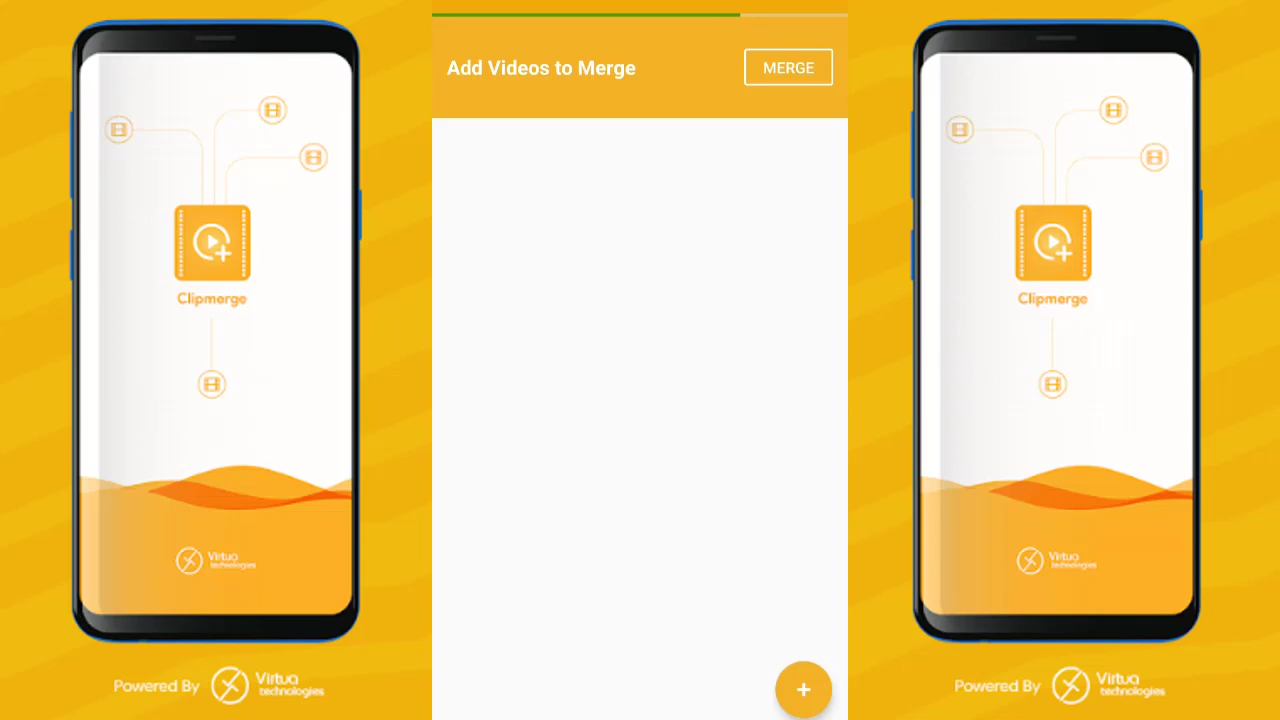 Clipmerge
Virtua
technologies
Powered By
Virtua
technologies
Add Videos to Merge
MERGE
+
Clipmerge
Virtua
technologies
Powered By
Virtua
technologies